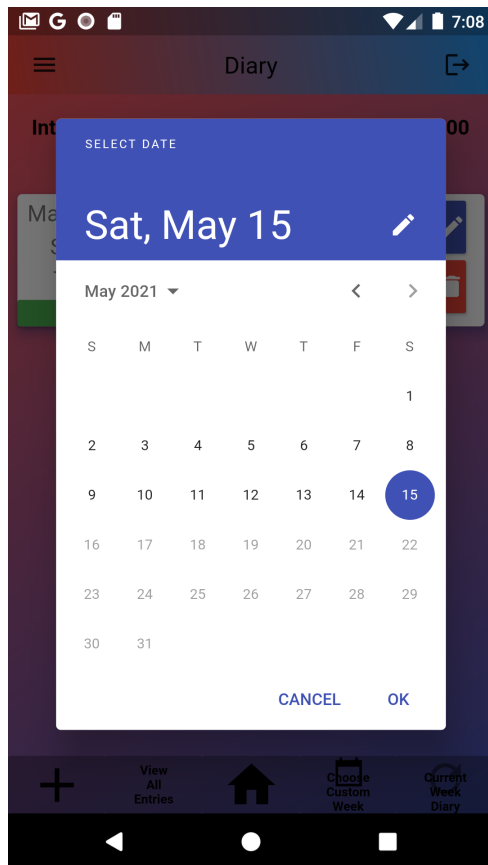 7:08
Diary
Int
00
SELECT DATE
Sat, May 15
May 2021
S M T W T F S
1
2 3 4 5 6 7 8
9 10 11 12 13 14 15
16 17 18 19 20 21 22
23 24 25 26 27 28 29
30 31
CANCEL OK
View
All
Entries
Choose
Custom
Week
Current
Week
Diary